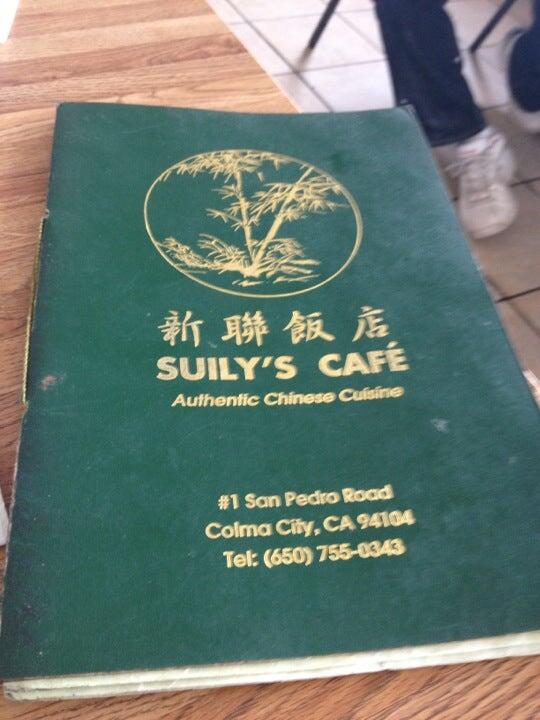 新聯飯店
SUILY'S CAFÉ
Authentic Chinese Cuisine
#1 San Pedro Road
Colma City, CA 94104
Tel: (650) 755-0343